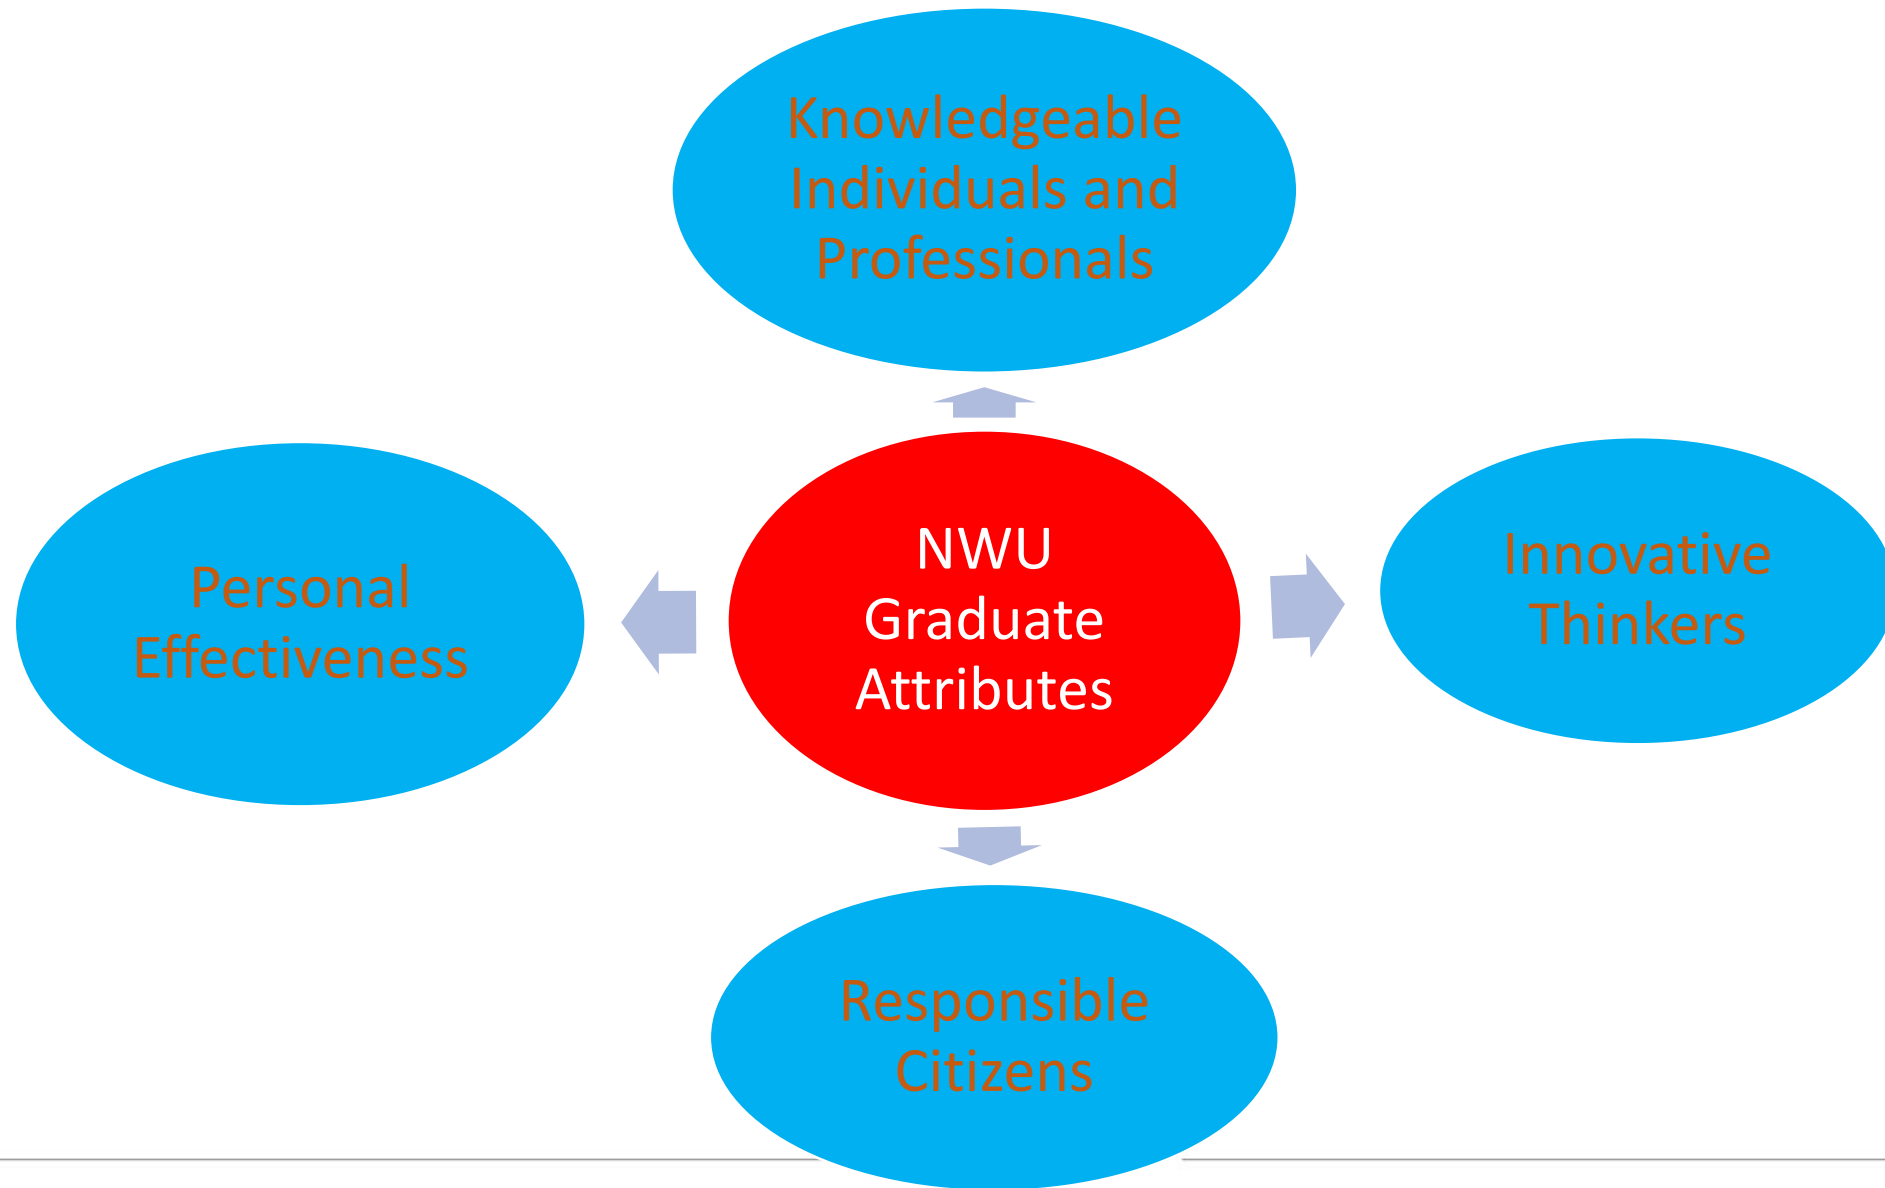 Knowledgeable
Individuals and
Professionals
Personal
Effectiveness
NWU
Graduate
Attributes
Innovative
Thinkers
Responsible
Citizens